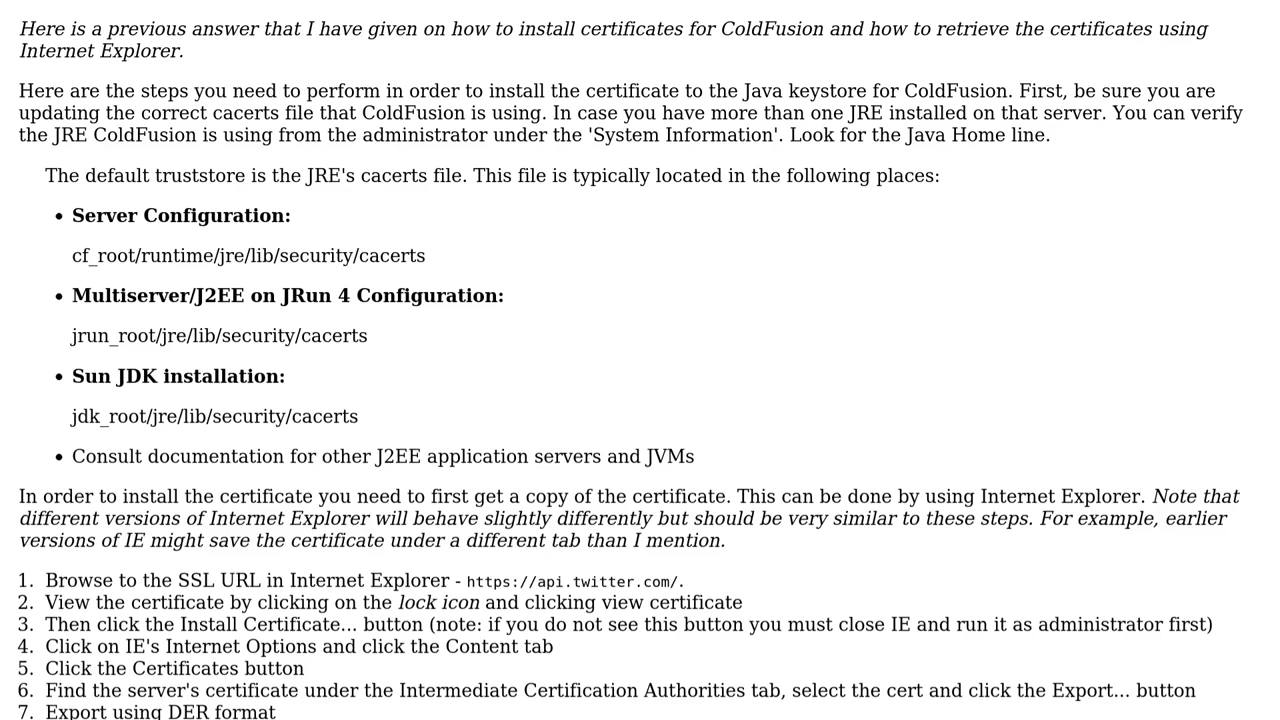 Here is a previous answer that I have given on how to install certificates for ColdFusion and how to retrieve the certificates using
Internet Explorer.
Here are the steps you need to perform in order to install the certificate to the Java keystore for ColdFusion. First, be sure you are
updating the correct cacerts file that ColdFusion is using. In case you have more than one JRE installed on that server. You can verify
the JRE ColdFusion is using from the administrator under the 'System Information'. Look for the Java Home line.
The default truststore is the JRE's cacerts file. This file is typically located in the following places:
• Server Configuration:
cf_root/runtime/jre/lib/security/cacerts
• Multiserver/J2EE on JRun 4 Configuration:
jrun_root/jre/lib/security/cacerts
• Sun JDK installation:
jdk_root/jre/lib/security/cacerts
• Consult documentation for other J2EE application servers and JVMs
In order to install the certificate you need to first get a copy of the certificate. This can be done by using Internet Explorer. Note that
different versions of Internet Explorer will behave slightly differently but should be very similar to these steps. For example, earlier
versions of IE might save the certificate under a different tab than I mention.
1. Browse to the SSL URL in Internet Explorer - https://api.twitter.com/.
2. View the certificate by clicking on the lock icon and clicking view certificate
3. Then click the Install Certificate... button (note: if you do not see this button you must close IE and run it as administrator first)
4. Click on IE's Internet Options and click the Content tab
5. Click the Certificates button
6. Find the server's certificate under the Intermediate Certification Authorities tab, select the cert and click the Export... button
7. Export using DER format